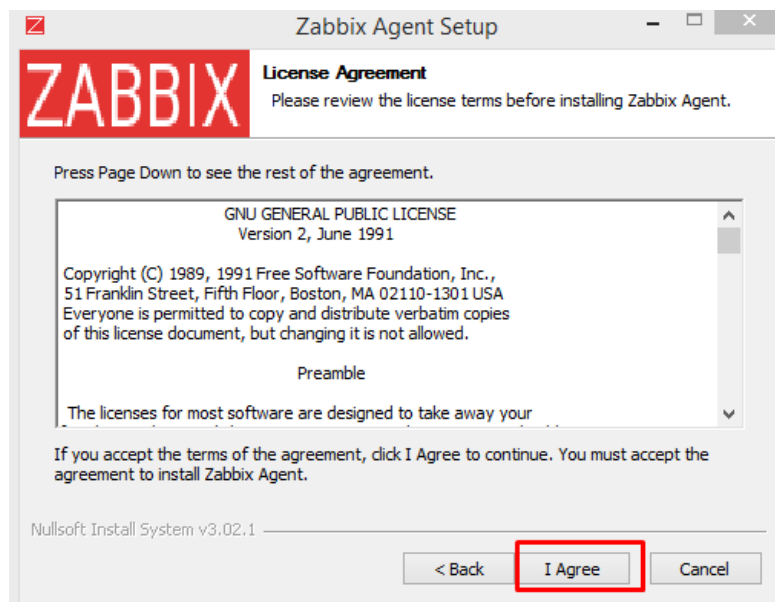 Zabbix Agent Setup
ZABBIX
License Agreement
Please review the license terms before installing Zabbix Agent.
Press Page Down to see the rest of the agreement.
GNU GENERAL PUBLIC LICENSE
Version 2, June 1991
Copyright (C) 1989, 1991 Free Software Foundation, Inc.,
51 Franklin Street, Fifth Floor, Boston, MA 02110-1301 USA
Everyone is permitted to copy and distribute verbatim copies
of this license document, but changing it is not allowed.
Preamble
The licenses for most software are designed to take away your
If you accept the terms of the agreement, click I Agree to continue. You must accept the
agreement to install Zabbix Agent.
Nullsoft Install System v3.02.1
< Back I Agree Cancel